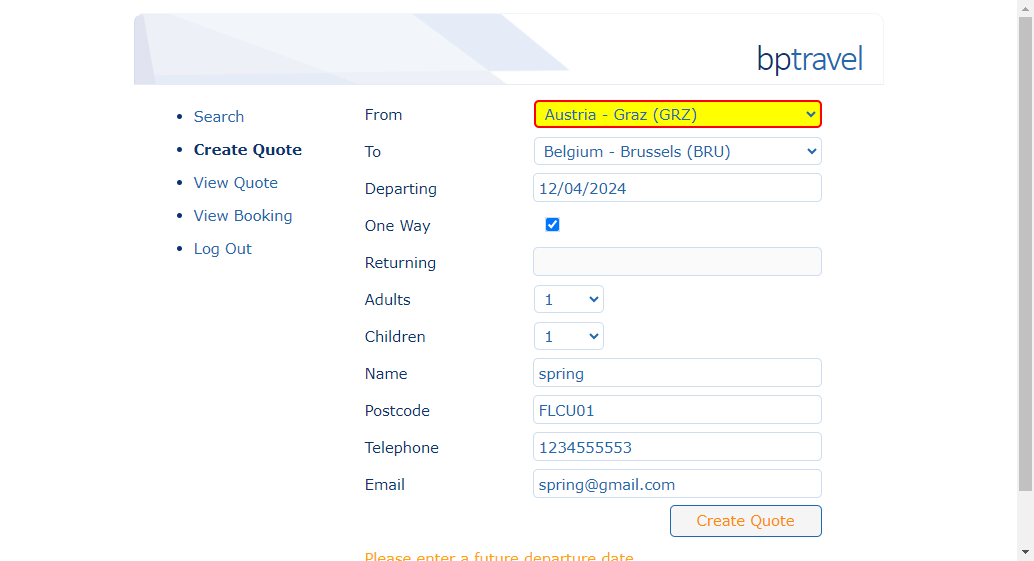 bptravel
Search
Create Quote
View Quote
View Booking
Log Out
From Austria - Graz (GRZ)
To Belgium - Brussels (BRU)
Departing 12/04/2024
One Way
Returning
Adults 1
Children 1
Name spring
Postcode FLCU01
Telephone 1234555553
Email spring@gmail.com
Create Quote
Please enter a future departure date